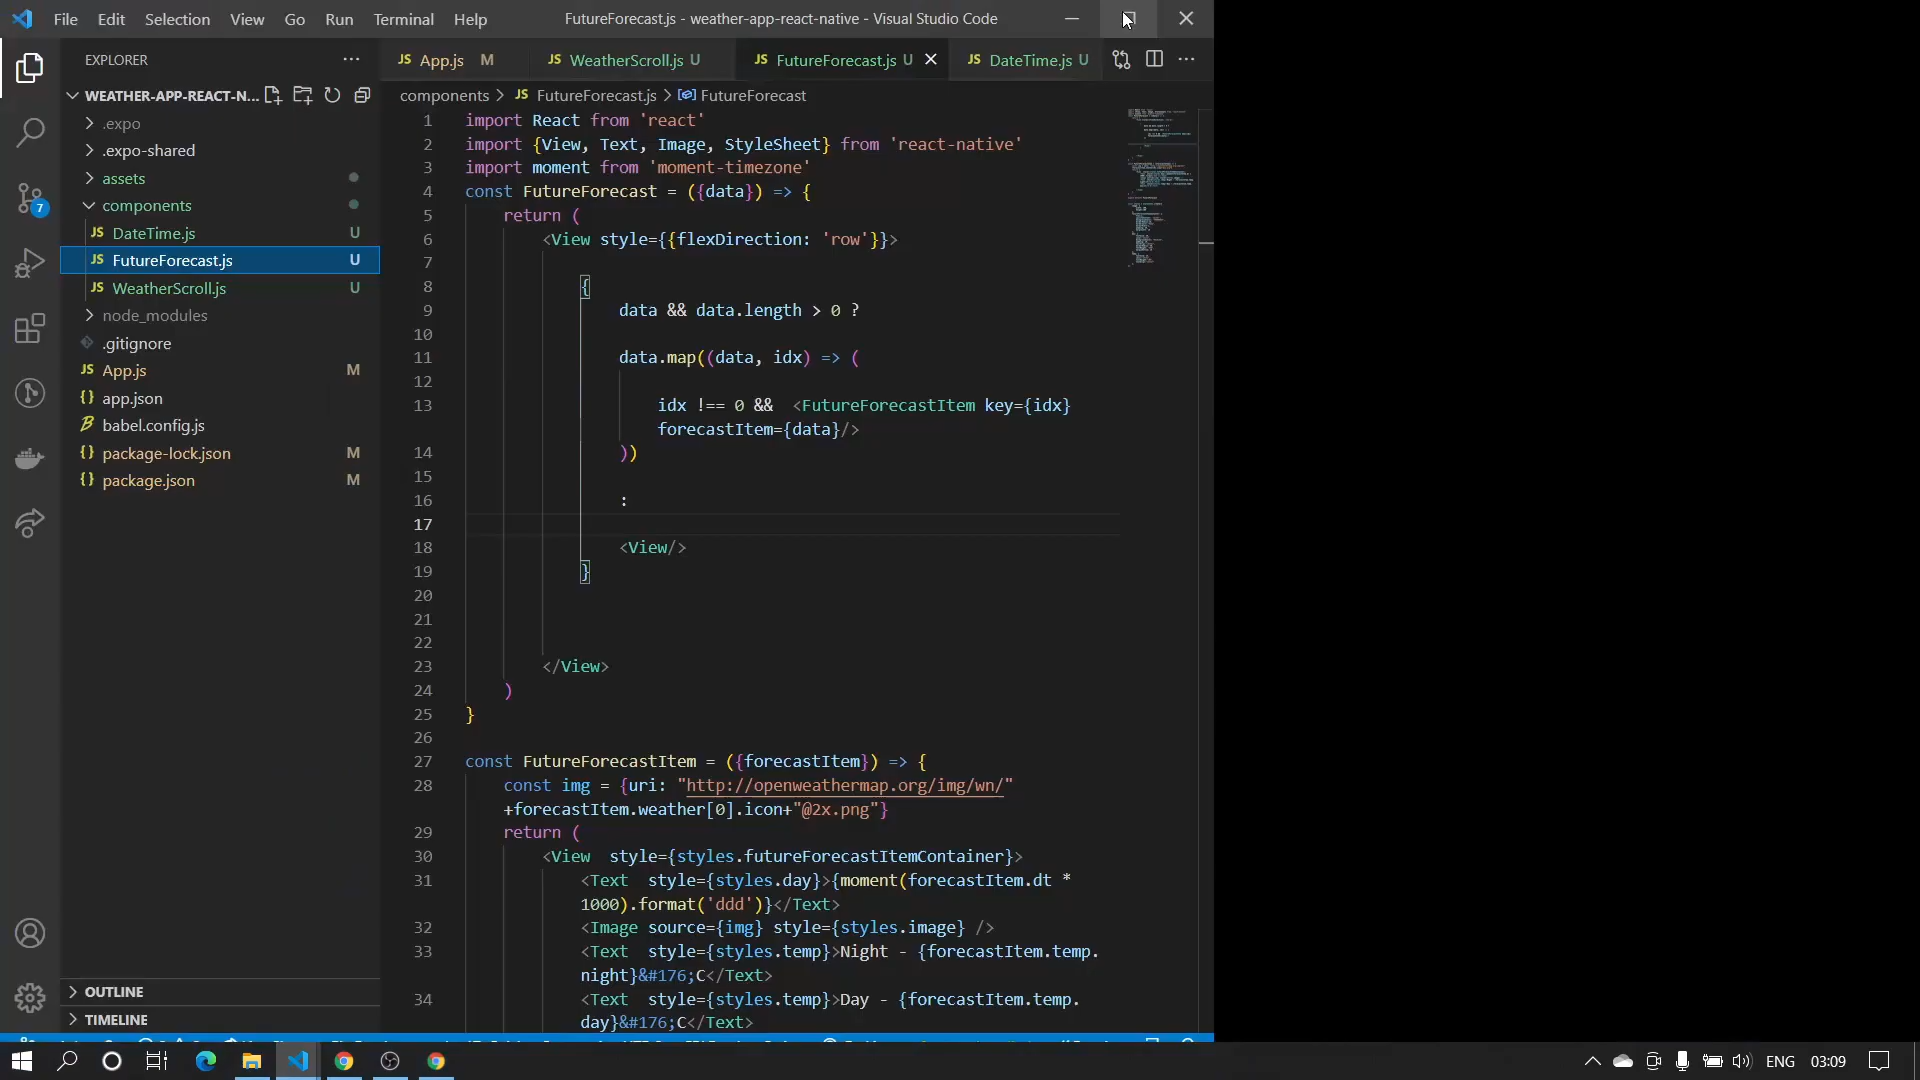 File Edit Selection View Go Run Terminal Help FutureForecast.js - weather-app-react-native - Visual Studio Code
EXPLORER
App.js M
WeatherScroll.js U
FutureForecast.js U
DateTime.js U
WEATHER-APP-REACT-N...
components > JS FutureForecast.js > FutureForecast
.expo
.expo-shared
assets
components
JS DateTime.js U
JS FutureForecast.js U
JS WeatherScroll.js U
node_modules
.gitignore
JS App.js M
{} app.json
babel.config.js
{} package-lock.json M
{} package.json M
7
OUTLINE
TIMELINE
1 import React from 'react'
2 import {View, Text, Image, StyleSheet} from 'react-native'
3 import moment from 'moment-timezone'
4 const FutureForecast = ({data}) => {
5 return (
6 <View style={{flexDirection: 'row'}}>
7
8 {
9 data && data.length > 0 ?
10
11 data.map((data, idx) => (
12
13 idx !== 0 &&  <FutureForecastItem key={idx}
forecastItem={data}/>
14 ))
15
16 :
17
18 <View/>
19 }
20
21
22
23 </View>
24 )
25 }
26
27 const FutureForecastItem = ({forecastItem}) => {
28 const img = {uri: "http://openweathermap.org/img/wn/"
+forecastItem.weather[0].icon+"@2x.png"}
29 return (
30 <View  style={styles.futureForecastItemContainer}>
31 <Text  style={styles.day}>{moment(forecastItem.dt *
1000).format('ddd')}</Text>
32 <Image source={img} style={styles.image} />
33 <Text  style={styles.temp}>Night - {forecastItem.temp.
night}&#176;C</Text>
34 <Text  style={styles.temp}>Day - {forecastItem.temp.
day}&#176;C</Text>
ENG 03:09